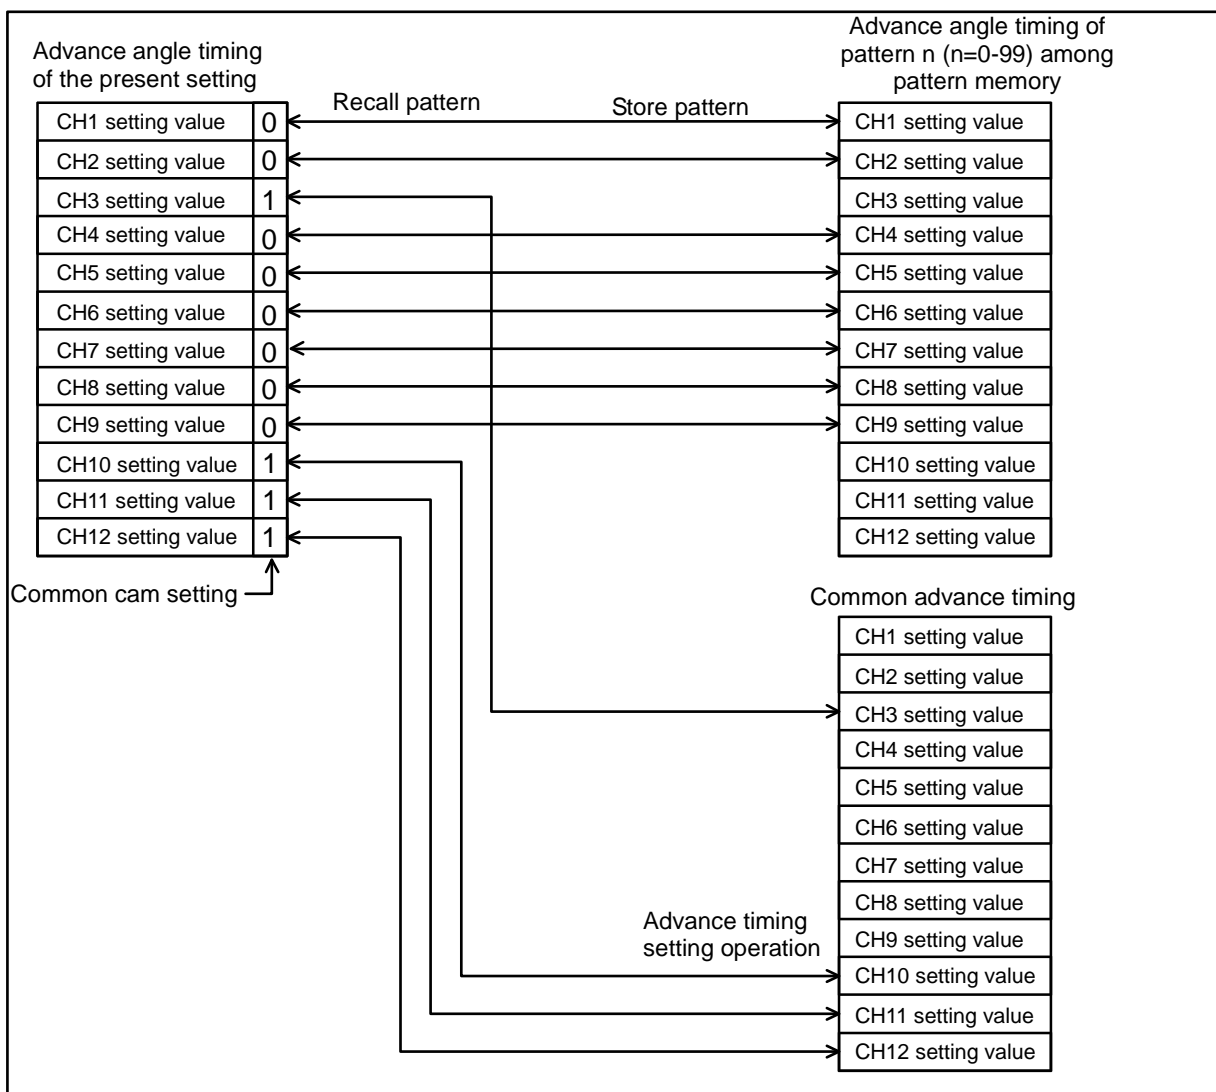 Advance angle timing
of the present setting
CH1 setting value 0
CH2 setting value 0
CH3 setting value 1
CH4 setting value 0
CH5 setting value 0
CH6 setting value 0
CH7 setting value 0
CH8 setting value 0
CH9 setting value 0
CH10 setting value 1
CH11 setting value 1
CH12 setting value 1
Common cam setting
Recall pattern
Store pattern
Advance angle timing of
pattern n (n=0-99) among
pattern memory
CH1 setting value
CH2 setting value
CH3 setting value
CH4 setting value
CH5 setting value
CH6 setting value
CH7 setting value
CH8 setting value
CH9 setting value
CH10 setting value
CH11 setting value
CH12 setting value
Common advance timing
CH1 setting value
CH2 setting value
CH3 setting value
CH4 setting value
CH5 setting value
CH6 setting value
CH7 setting value
CH8 setting value
CH9 setting value
CH10 setting value
CH11 setting value
CH12 setting value
Advance timing
setting operation